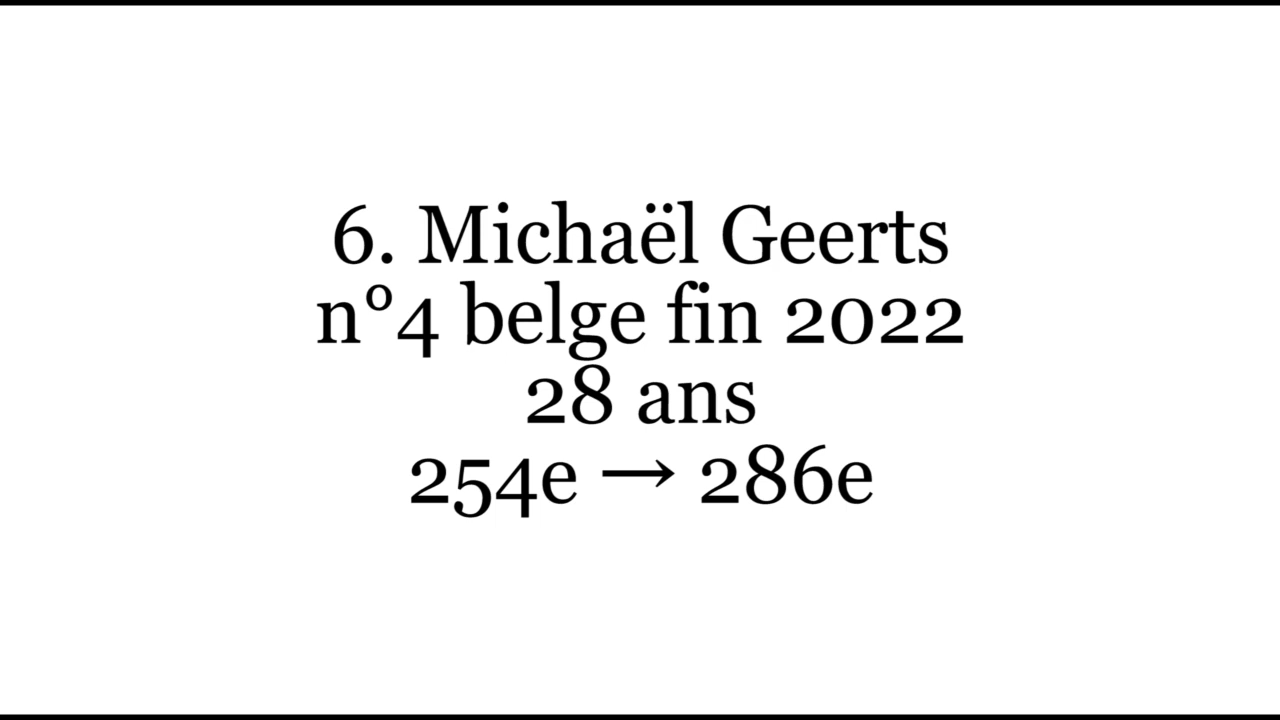 6. Michaël Geerts
n°4 belge fin 2022
28 ans
254e → 286e